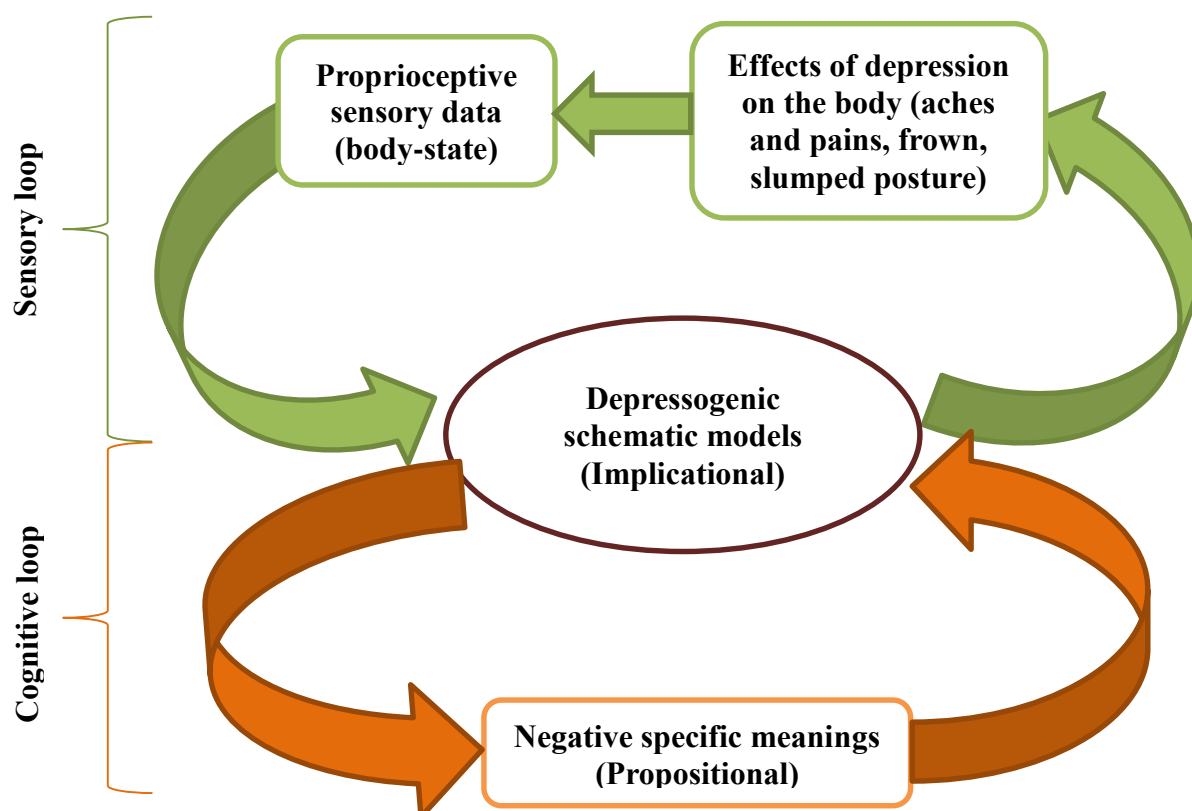 Sensory loop
Proprioceptive
sensory data
(body-state)
Effects of depression
on the body (aches
and pains, frown,
slumped posture)
Depressogenic
schematic models
(Implicational)
Cognitive loop
Negative specific meanings
(Propositional)